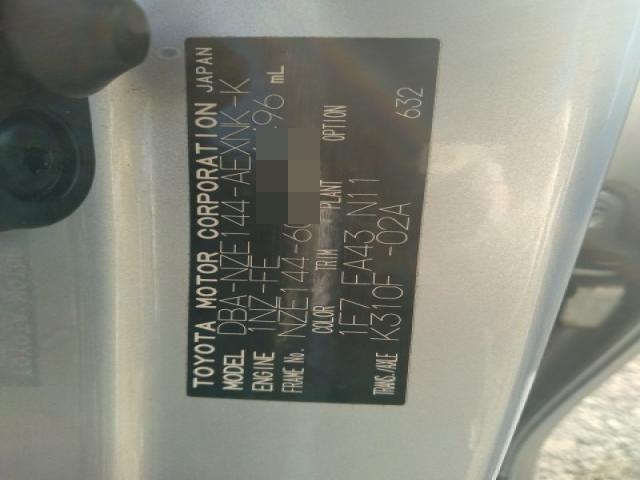 TOYOTA MOTOR CORPORATION JAPAN
MODEL DBA-NZE144-AEXNK-K
ENGINE 1NZ-FE 96 mL
FRAME No. NZE144-6
COLOR TRIM PLANT OPTION
1F7 FA43 N11
TRANS./AXLE K310F -02A 632